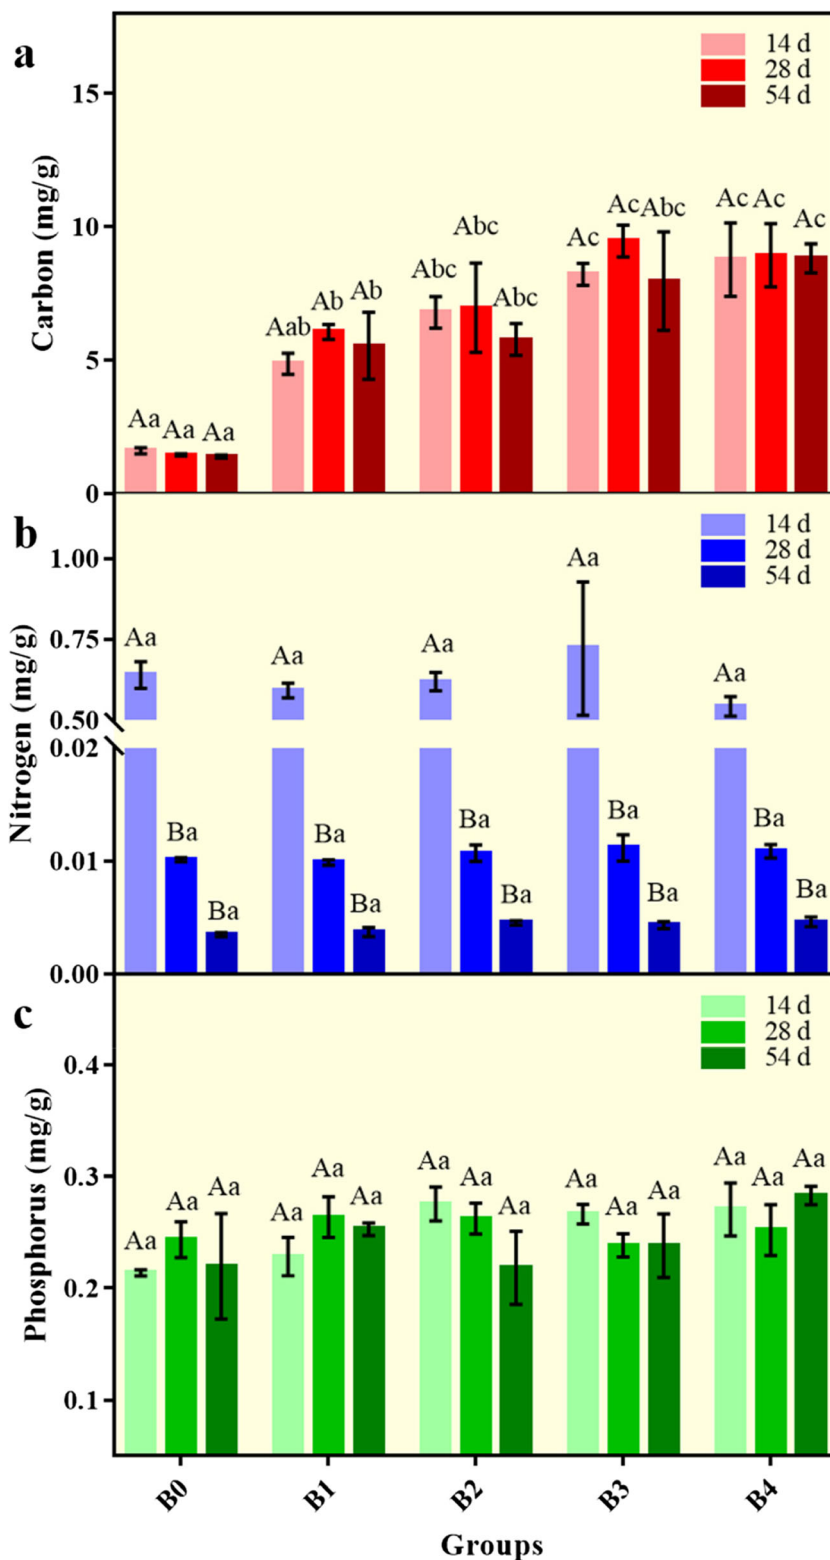 a
14 d
28 d
54 d
15
10
5
0
Carbon (mg/g)
Aa Aa Aa
Aab Ab Ab
Abc Abc Abc
Ac Ac Abc
Ac Ac Ac
b
14 d
28 d
54 d
1.00
0.75
0.50
0.02
0.01
0.00
Nitrogen (mg/g)
Aa Ba Ba
Aa Ba Ba
Aa Ba Ba
Aa Ba Ba
Aa Ba Ba
c
14 d
28 d
54 d
0.4
0.3
0.2
0.1
Phosphorus (mg/g)
Aa Aa Aa
Aa Aa Aa
Aa Aa Aa
Aa Aa Aa
Aa Aa Aa
B0 B1 B2 B3 B4
Groups